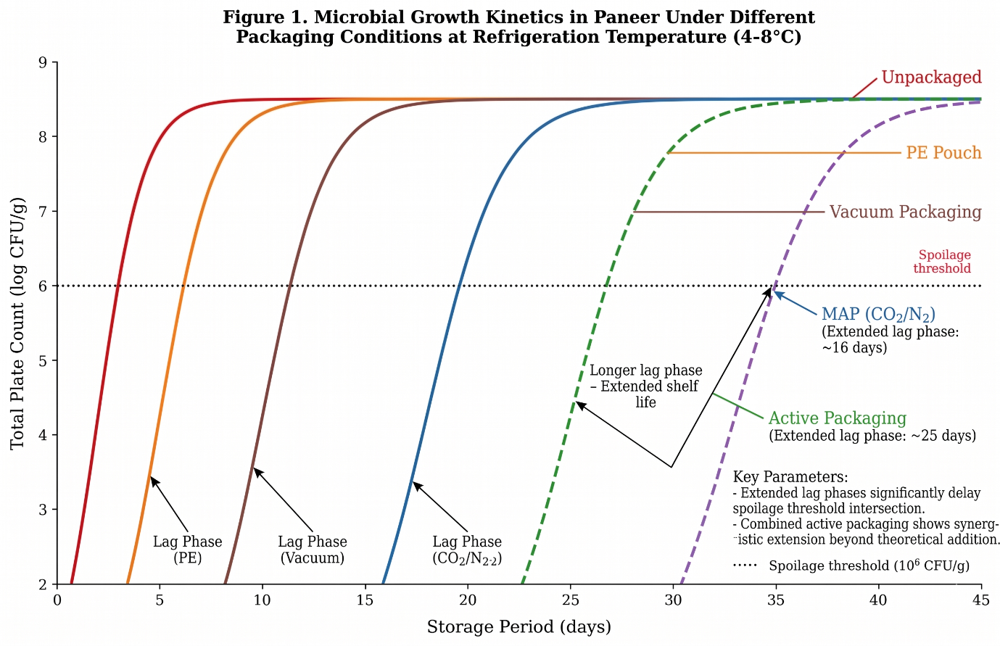 Figure 1. Microbial Growth Kinetics in Paneer Under Different
Packaging Conditions at Refrigeration Temperature (4-8°C)
Total Plate Count (log CFU/g)
9
8
7
6
5
4
3
2
Unpackaged
PE Pouch
Vacuum Packaging
Spoilage
threshold
MAP (CO₂/N₂)
(Extended lag phase:
~16 days)
Longer lag phase
– Extended shelf
life
Active Packaging
(Extended lag phase: ~25 days)
Lag Phase
(PE)
Lag Phase
(Vacuum)
Lag Phase
(CO₂/N₂₋₂)
Key Parameters:
- Extended lag phases significantly delay
spoilage threshold intersection.
- Combined active packaging shows synerg-
-istic extension beyond theoretical addition.
Spoilage threshold (10⁶ CFU/g)
0 5 10 15 20 25 30 35 40 45
Storage Period (days)